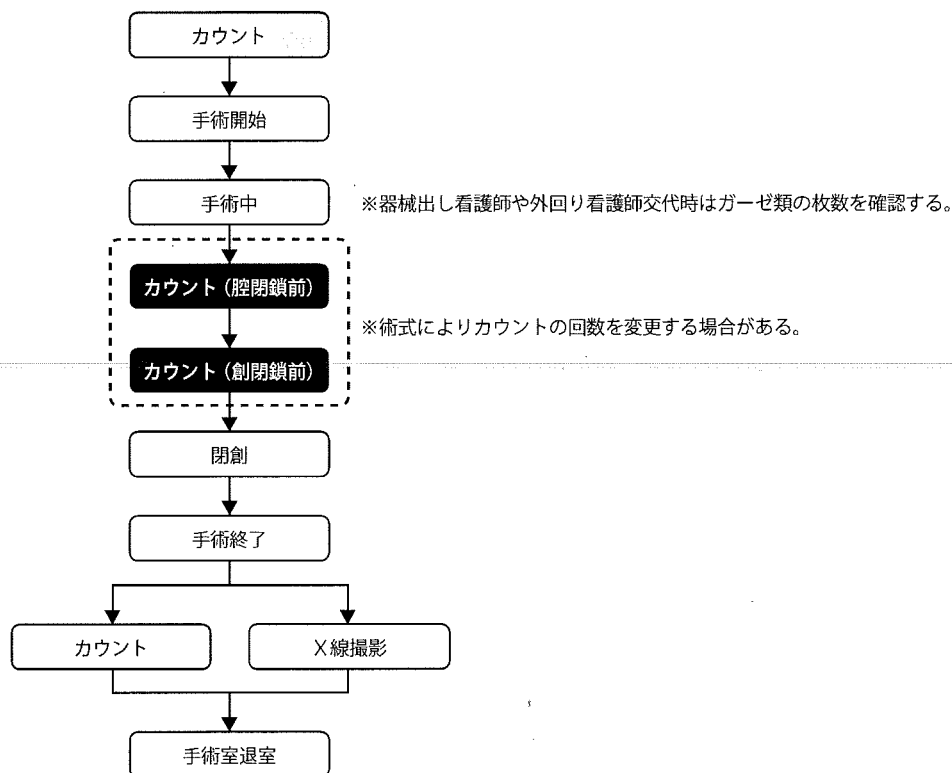 カウント
手術開始
手術中
※器械出し看護師や外回り看護師交代時はガーゼ類の枚数を確認する。
カウント（腔閉鎖前）
※術式によりカウントの回数を変更する場合がある。
カウント（創閉鎖前）
閉創
手術終了
カウント
X線撮影
手術室退室